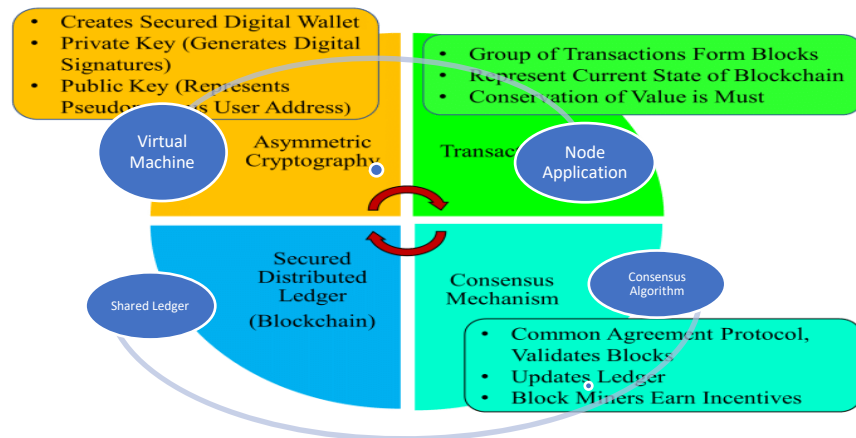 • Creates Secured Digital Wallet
• Private Key (Generates Digital
Signatures)
• Public Key (Represents
User Address)
• Group of Transactions Form Blocks
• Represent Current State of Blockchain
• Conservation of Value is Must
Virtual
Machine
Asymmetric
Cryptography
Node
Application
Secured
Distributed
Ledger
(Blockchain)
Shared Ledger
Consensus
Mechanism
Consensus
Algorithm
• Common Agreement Protocol,
Validates Blocks
• Updates Ledger
• Block Miners Earn Incentives